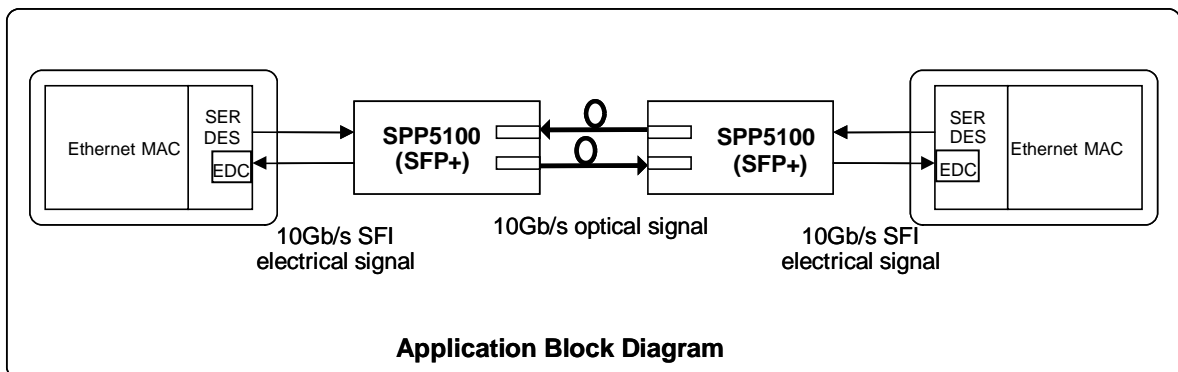 Ethernet MAC
SER
DES
EDC
SPP5100
(SFP+)
SPP5100
(SFP+)
SER
DES
EDC
Ethernet MAC
10Gb/s SFI
electrical signal
10Gb/s optical signal
10Gb/s SFI
electrical signal
Application Block Diagram